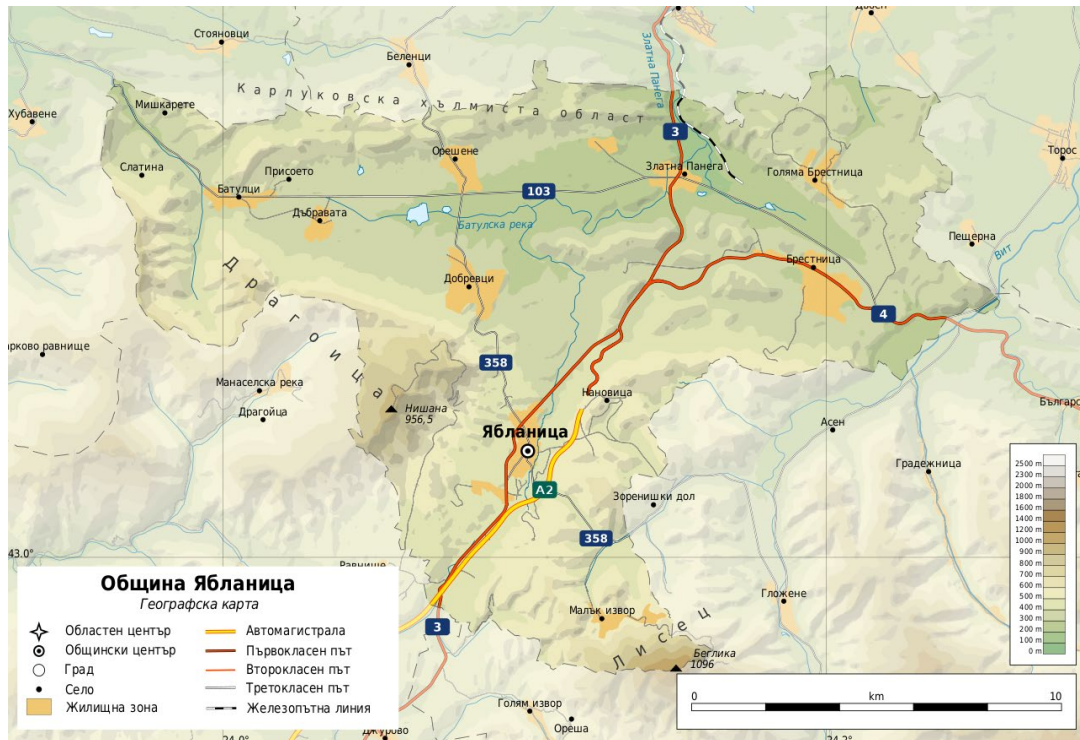 Стояновци
Беленци
Златна Панега
Карлуковска хълмиста област
Хубавене
Мишкарете
3
Торос
Орешене
Слатина
Присоето
Златна Панега
Голяма Брестница
Батулци
103
Дъбравата
Батулска река
Пещерна
Вит
Драгоица
Добревци
Брестница
4
358
Манаселска река
Драгойца
Нишана
956,5
Нановица
Ябланица
Асен
A2
Зоренишки дол
Градежница
358
43.0°
Равнище
Малък извор
Гложене
3
Лисец
Беглика
1096
Голям извор
Ореша
Община Ябланица
Географска карта
Областен център
Общински център
Град
Село
Жилищна зона
Автомагистрала
Първокласен път
Второкласен път
Третокласен път
Железопътна линия
2500 m
2300 m
2000 m
1800 m
1600 m
1400 m
1200 m
1000 m
900 m
800 m
700 m
600 m
500 m
400 m
300 m
200 m
100 m
0 m
0 km 10